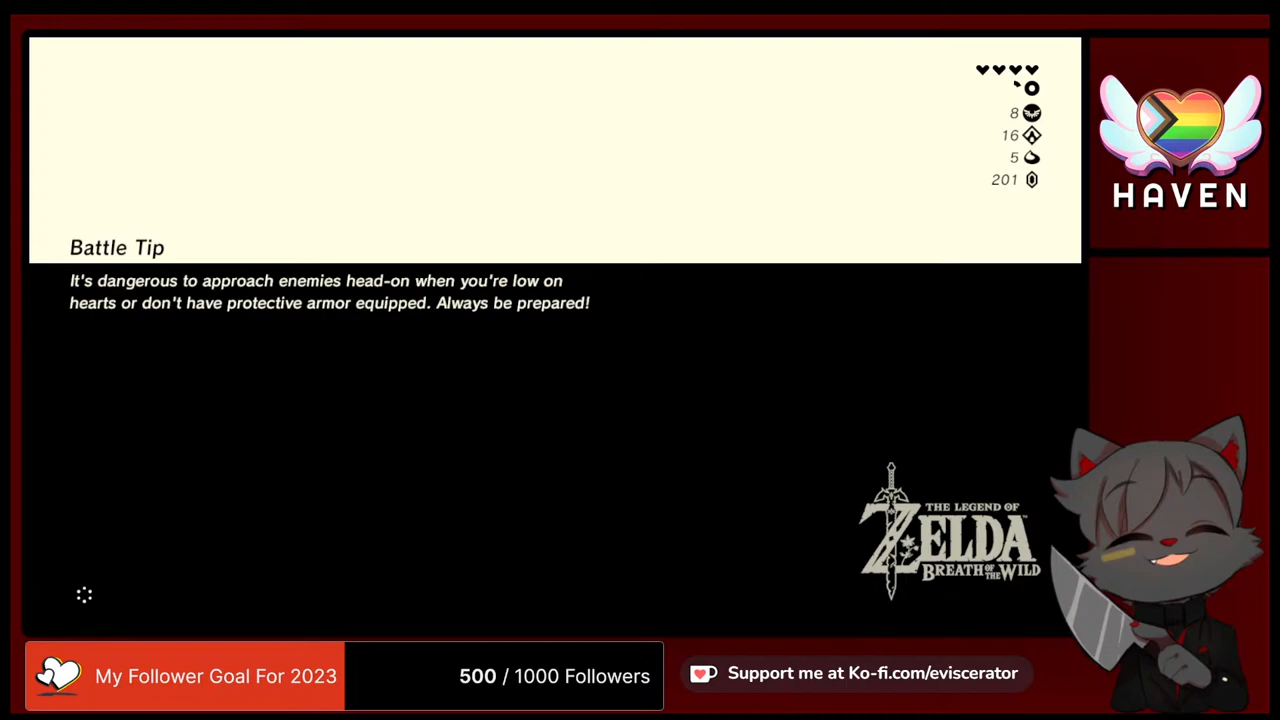 8
16
5
201
HAVEN
Battle Tip
It's dangerous to approach enemies head-on when you're low on
hearts or don't have protective armor equipped. Always be prepared!
THE LEGEND OF
ZELDA
BREATH OF THE WILD
My Follower Goal For 2023
500 / 1000 Followers
Support me at Ko-fi.com/eviscerator